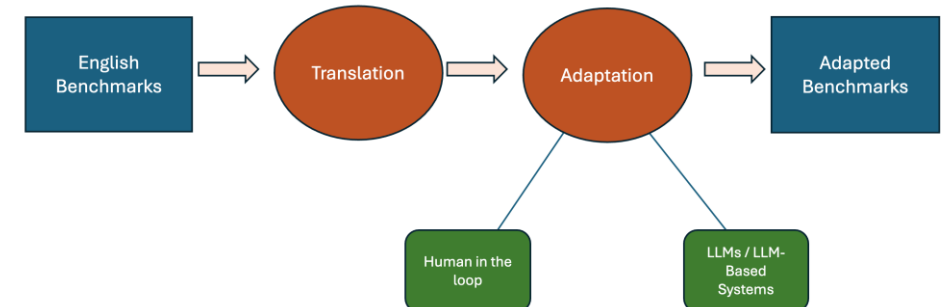 English
Benchmarks
Translation
Adaptation
Adapted
Benchmarks
Human in the
loop
LLMs / LLM-
Based
Systems